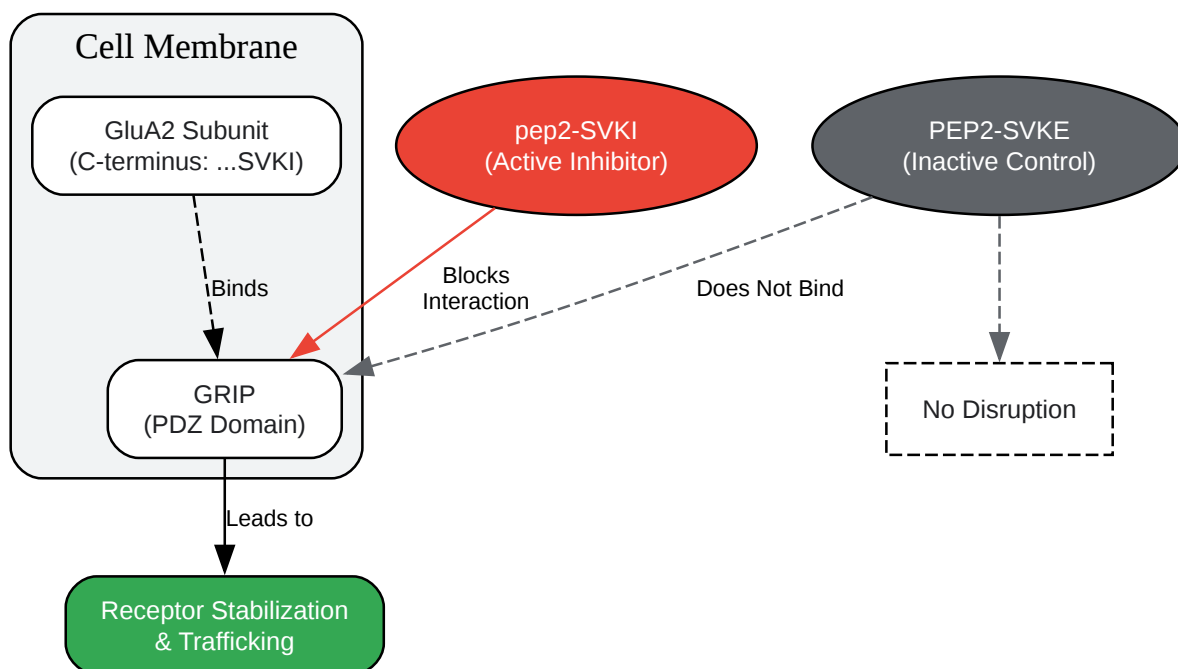 Cell Membrane
GluA2 Subunit
(C-terminus: ...SVKI)
pep2-SVKI
(Active Inhibitor)
PEP2-SVKE
(Inactive Control)
Binds
Blocks
Interaction
Does Not Bind
GRIP
(PDZ Domain)
No Disruption
Leads to
Receptor Stabilization
& Trafficking